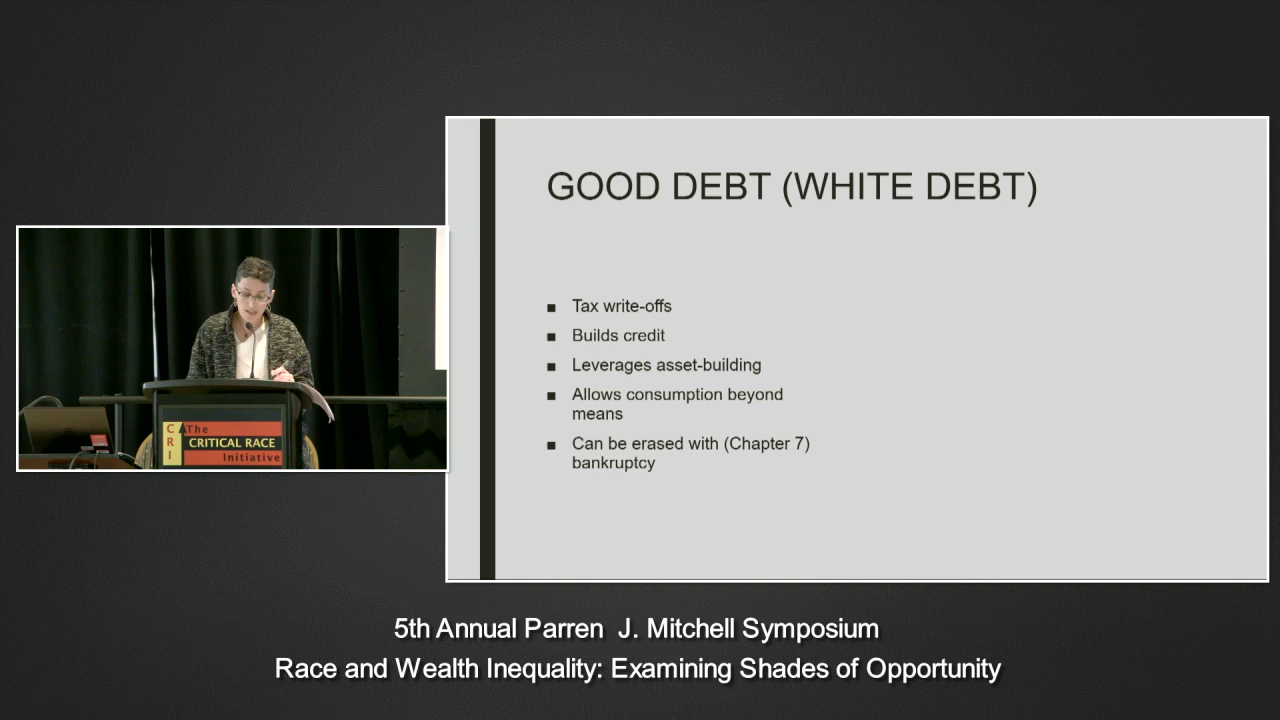 GOOD DEBT (WHITE DEBT)
■ Tax write-offs
■ Builds credit
■ Leverages asset-building
■ Allows consumption beyond
means
■ Can be erased with (Chapter 7)
bankruptcy
CRI
The
CRITICAL RACE
Initiative
5th Annual Parren J. Mitchell Symposium
Race and Wealth Inequality: Examining Shades of Opportunity